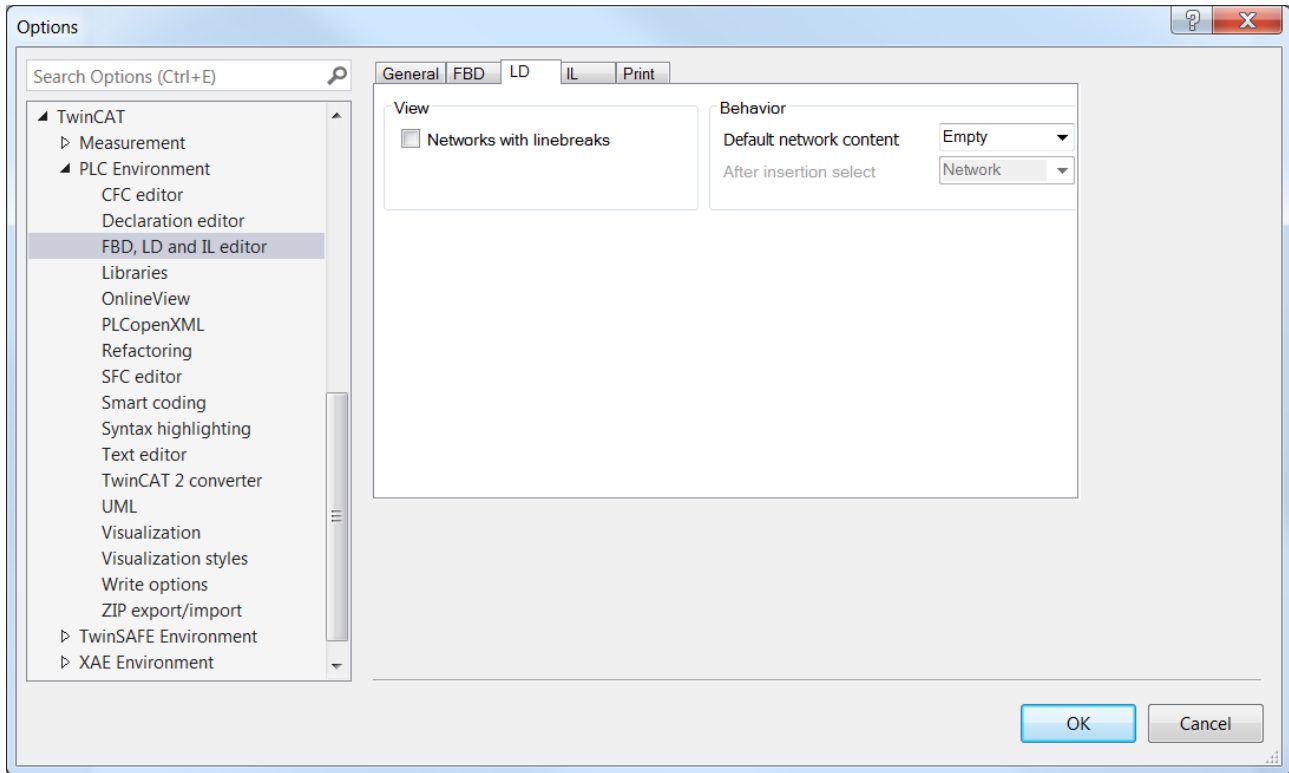 Options
Search Options (Ctrl+E)
TwinCAT
Measurement
PLC Environment
CFC editor
Declaration editor
FBD, LD and IL editor
Libraries
OnlineView
PLCopenXML
Refactoring
SFC editor
Smart coding
Syntax highlighting
Text editor
TwinCAT 2 converter
UML
Visualization
Visualization styles
Write options
ZIP export/import
TwinSAFE Environment
XAE Environment
General FBD LD IL Print
View
Networks with linebreaks
Behavior
Default network content Empty
After insertion select Network
OK Cancel